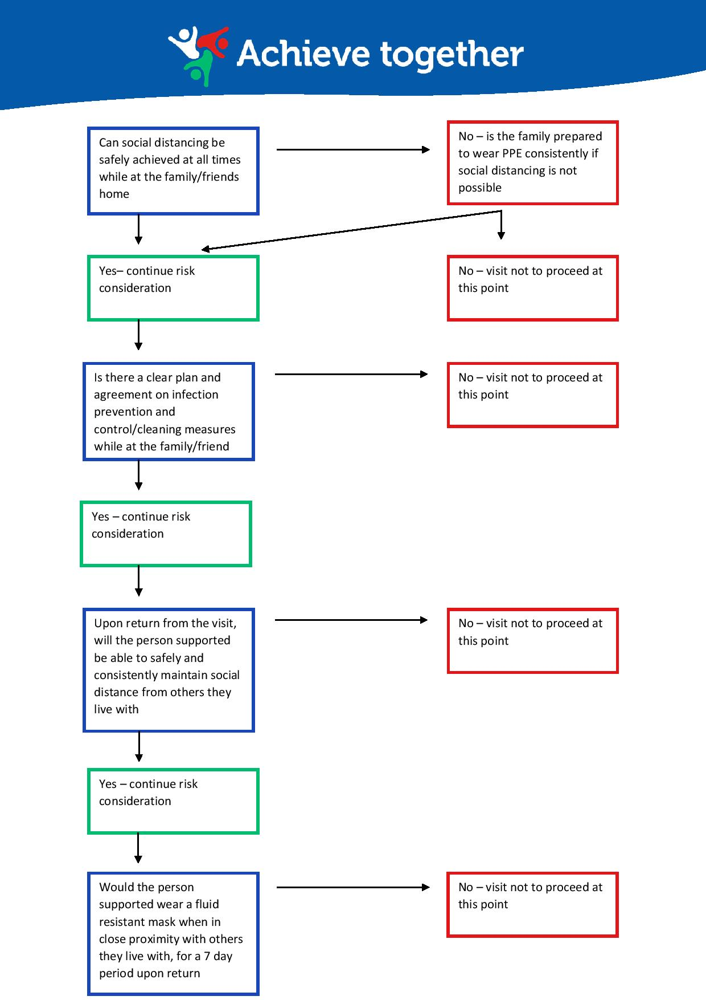 Achieve together
Can social distancing be
safely achieved at all times
while at the family/friends
home
No – is the family prepared
to wear PPE consistently if
social distancing is not
possible
Yes– continue risk
consideration
No – visit not to proceed at
this point
Is there a clear plan and
agreement on infection
prevention and
control/cleaning measures
while at the family/friend
No – visit not to proceed at
this point
Yes – continue risk
consideration
Upon return from the visit,
will the person supported
be able to safely and
consistently maintain social
distance from others they
live with
No – visit not to proceed at
this point
Yes – continue risk
consideration
Would the person
supported wear a fluid
resistant mask when in
close proximity with others
they live with, for a 7 day
period upon return
No – visit not to proceed at
this point